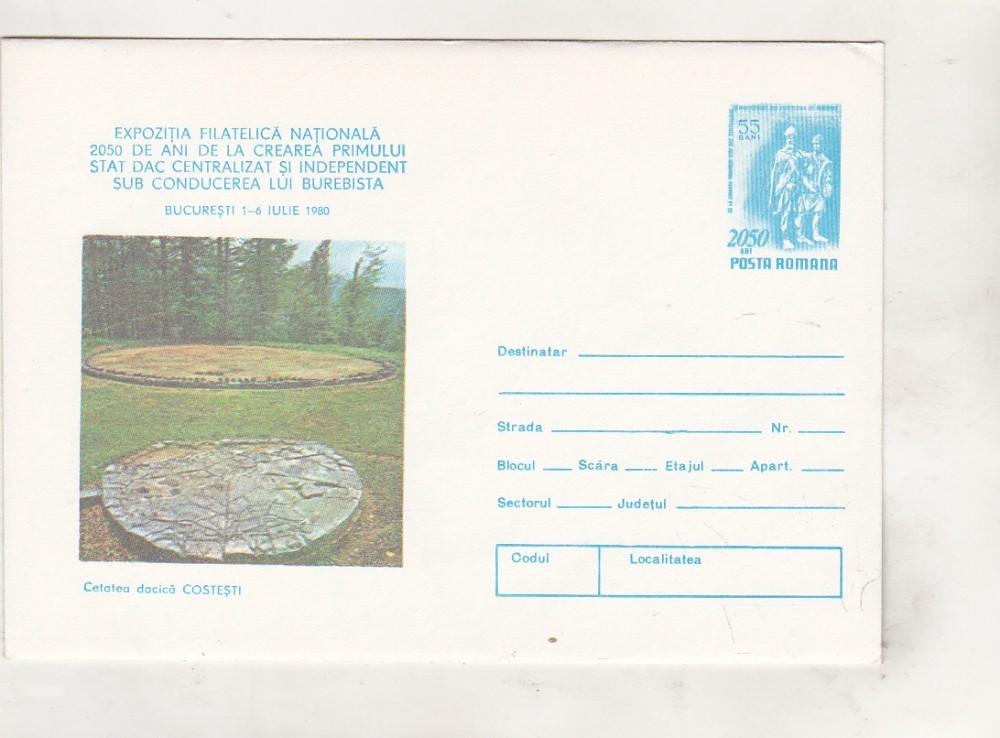 EXPOZIȚIA FILATELICĂ NAȚIONALĂ
2050 DE ANI DE LA CREAREA PRIMULUI
STAT DAC CENTRALIZAT ȘI INDEPENDENT
SUB CONDUCEREA LUI BUREBISTA
BUCUREȘTI 1-6 IULIE 1980
55
BANI
2050
ANI
POSTA ROMANA
Destinatar
Strada Nr.
Blocul Scára Etajul Apart.
Sectorul Județul
Codul Localitatea
Cetatea dacică COSTEȘTI